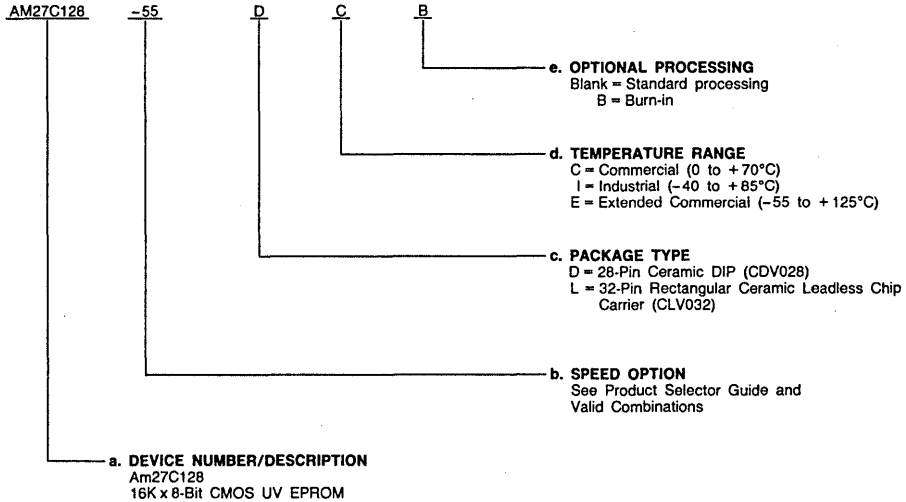 AM27C128 -55 D C B
e. OPTIONAL PROCESSING
Blank = Standard processing
B = Burn-in
d. TEMPERATURE RANGE
C = Commercial (0 to +70°C)
I = Industrial (-40 to +85°C)
E = Extended Commercial (-55 to +125°C)
c. PACKAGE TYPE
D = 28-Pin Ceramic DIP (CDV028)
L = 32-Pin Rectangular Ceramic Leadless Chip
Carrier (CLV032)
b. SPEED OPTION
See Product Selector Guide and
Valid Combinations
a. DEVICE NUMBER/DESCRIPTION
Am27C128
16K x 8-Bit CMOS UV EPROM